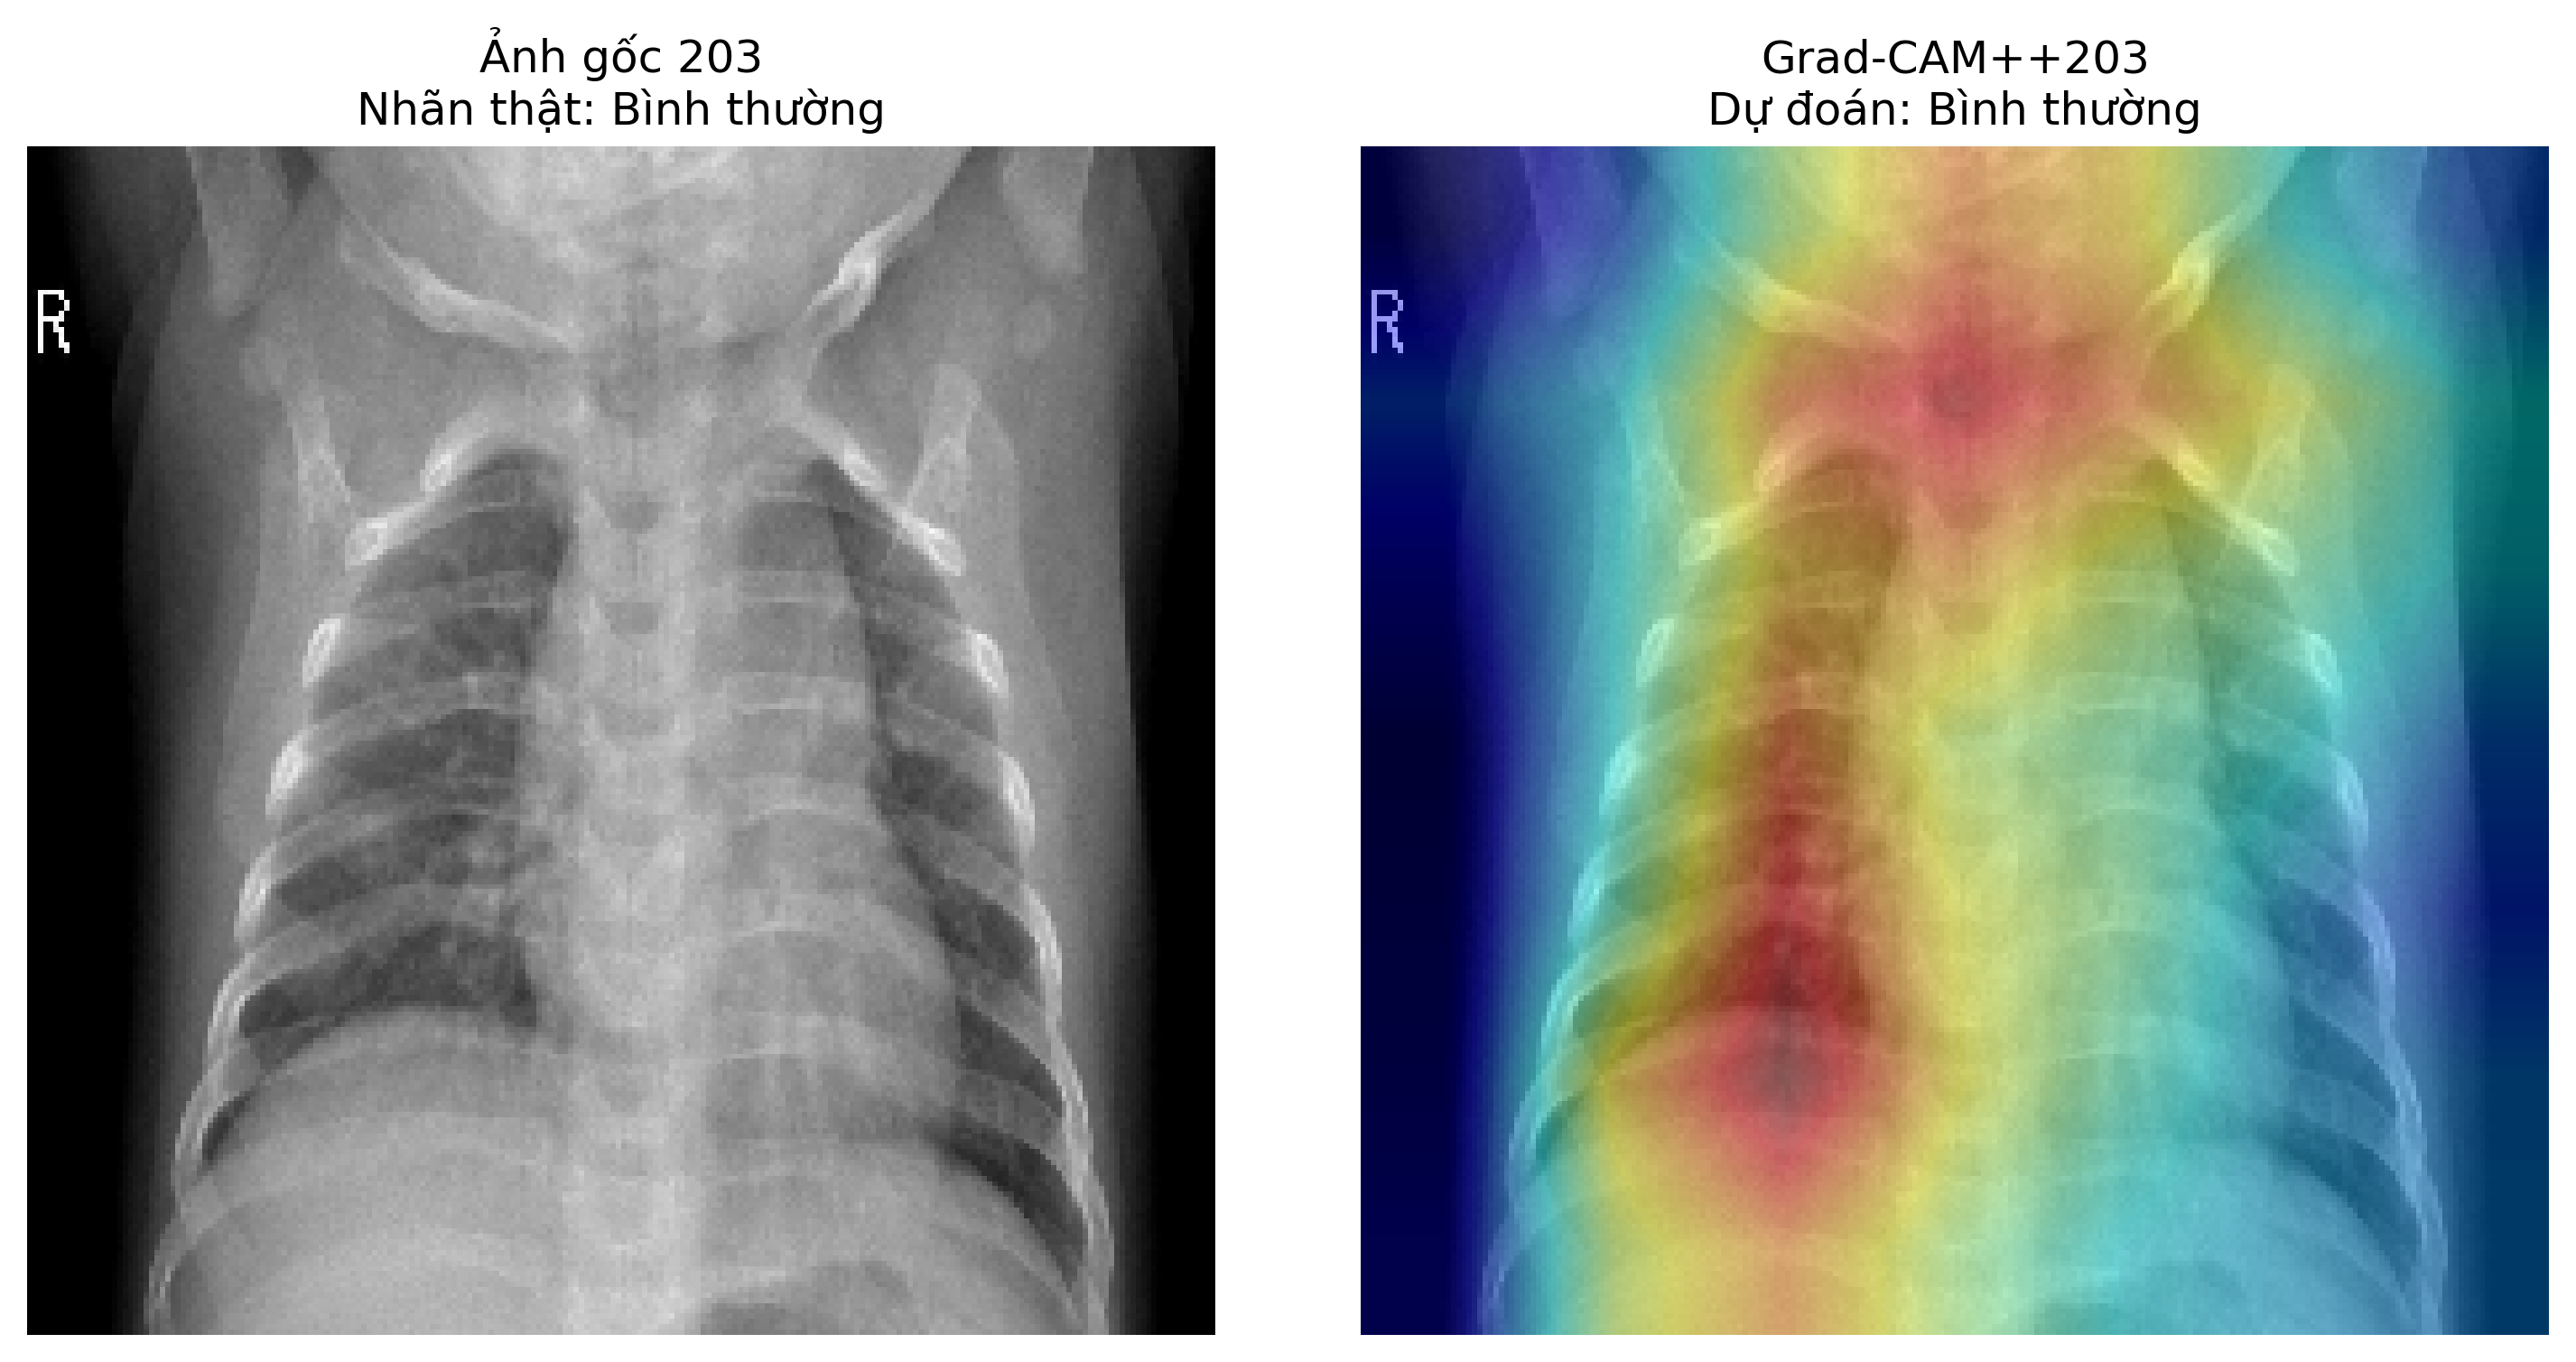 Ảnh gốc 203
Nhãn thật: Bình thường
Grad-CAM++203
Dự đoán: Bình thường
R
R